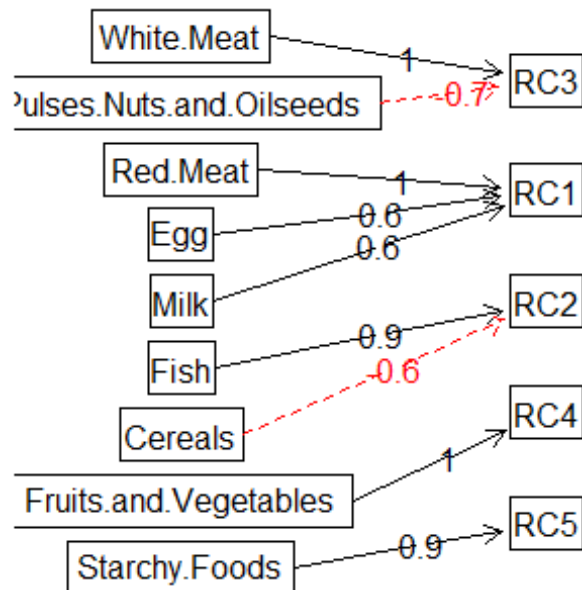 White.Meat
1
RC3
Pulses.Nuts.and.Oilseeds
-0.7
Red.Meat
1
RC1
Egg
0.6
Milk
0.6
RC2
Fish
0.9
-0.6
Cereals
RC4
1
Fruits.and.Vegetables
RC5
0.9
Starchy.Foods